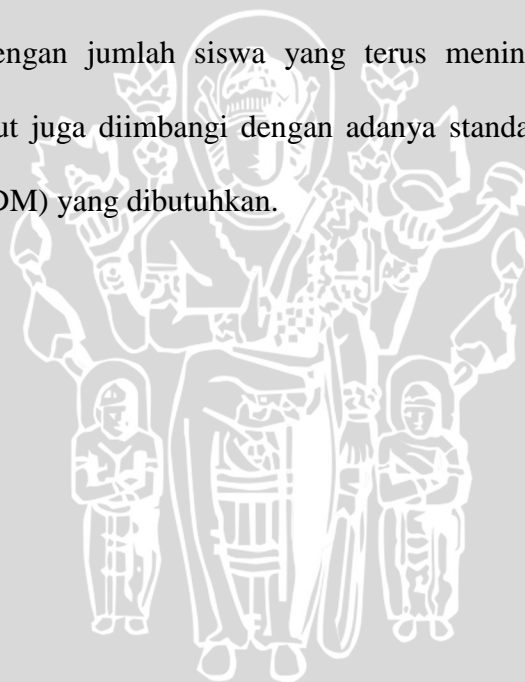 engan jumlah siswa yang terus menin
ut juga diimbangi dengan adanya standa
DM) yang dibutuhkan.